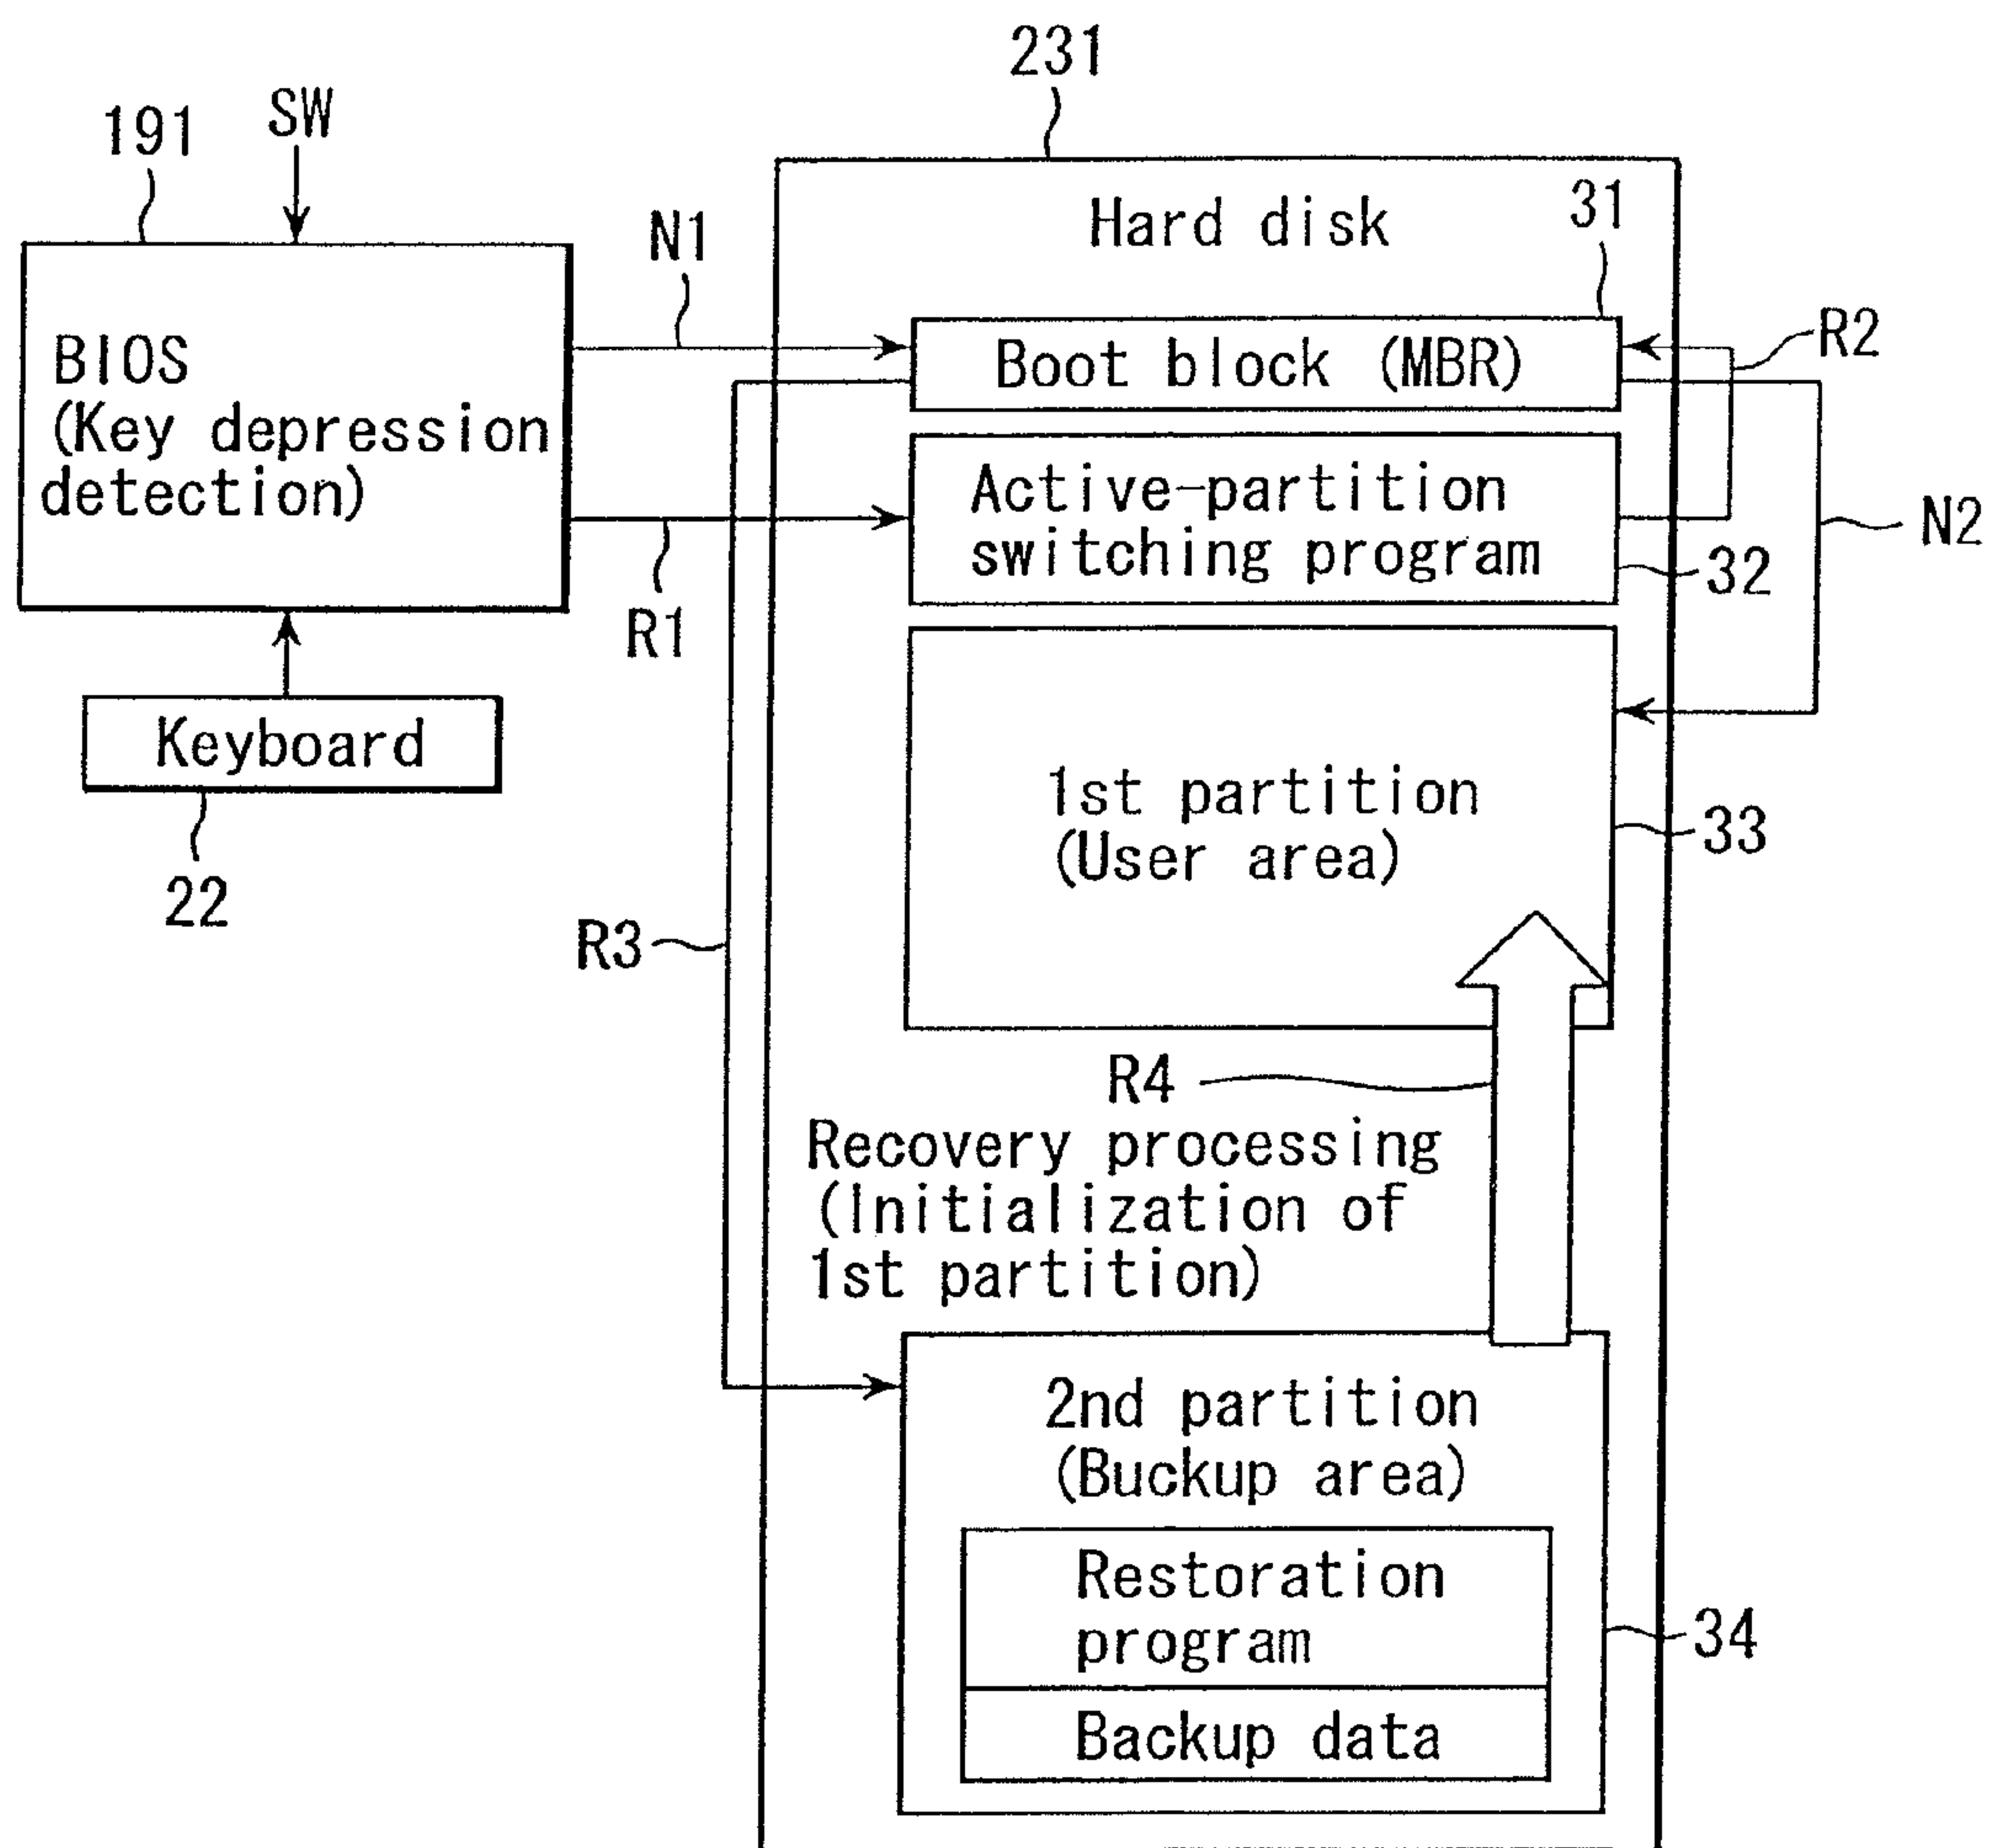 231
191
SW
Hard disk
31
N1
BIOS
(Key depression
detection)
Boot block (MBR)
R2
Active-partition
switching program
N2
32
R1
Keyboard
22
1st partition
(User area)
33
R3
R4
Recovery processing
(Initialization of
1st partition)
2nd partition
(Buckup area)
Restoration
program
34
Backup data